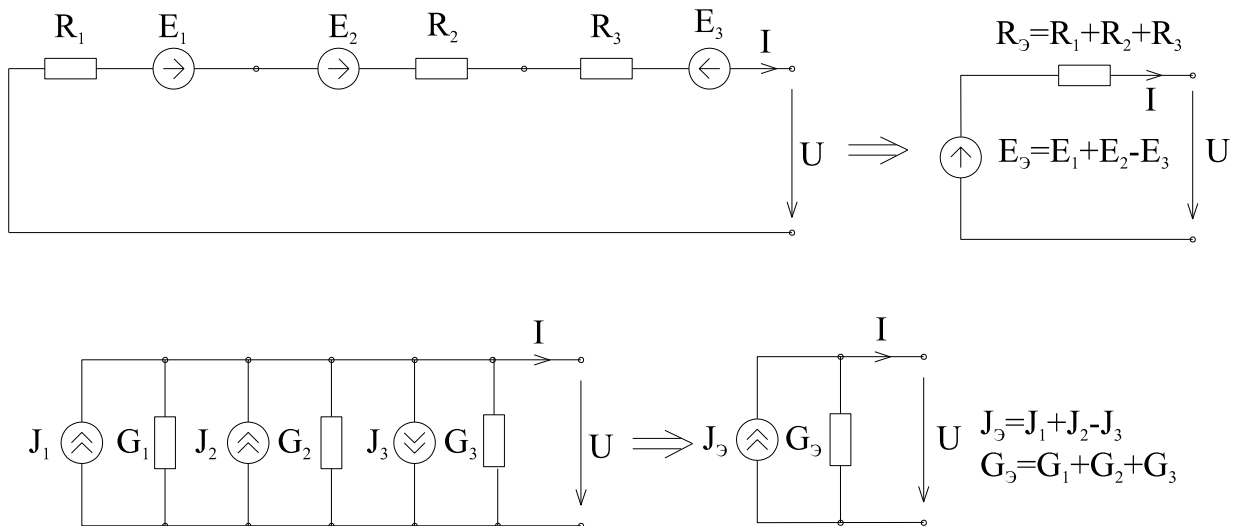 R₁ E₁ E₂ R₂ R₃ E₃ I
U
R_Э=R₁+R₂+R₃
I
E_Э=E₁+E₂-E₃
U
I
J₁ G₁ J₂ G₂ J₃ G₃ U
I
J_Э G_Э U
J_Э=J₁+J₂-J₃
G_Э=G₁+G₂+G₃